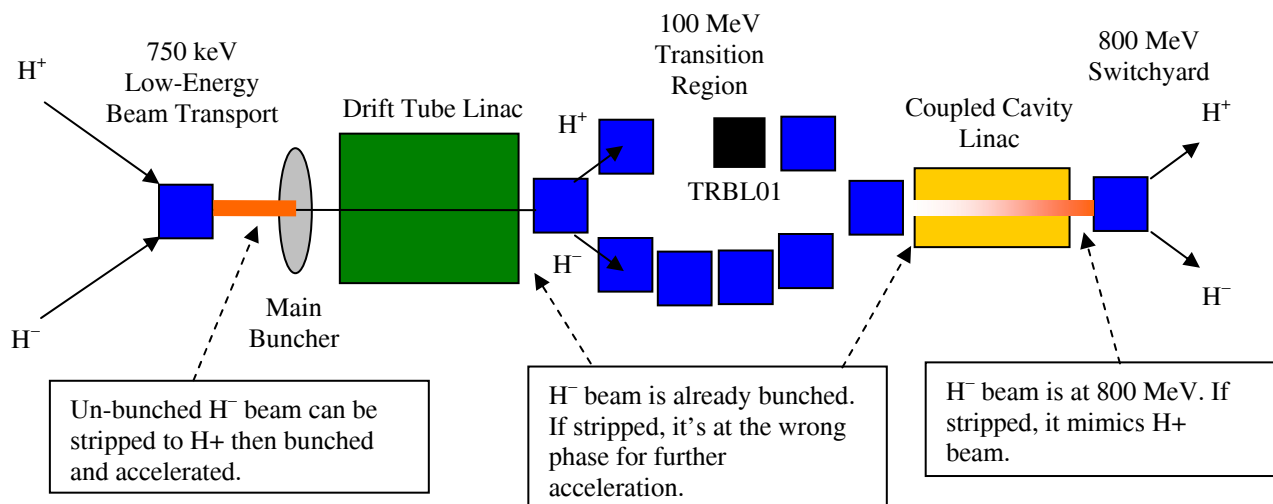 H⁺
750 keV
Low-Energy
Beam Transport
Drift Tube Linac
100 MeV
Transition
Region
H⁺
TRBL01
Coupled Cavity
Linac
800 MeV
Switchyard
H⁺
H⁻
Main
Buncher
H⁻
H⁻
Un-bunched H⁻ beam can be
stripped to H+ then bunched
and accelerated.
H⁻ beam is already bunched.
If stripped, it's at the wrong
phase for further
acceleration.
H⁻ beam is at 800 MeV. If
stripped, it mimics H+
beam.